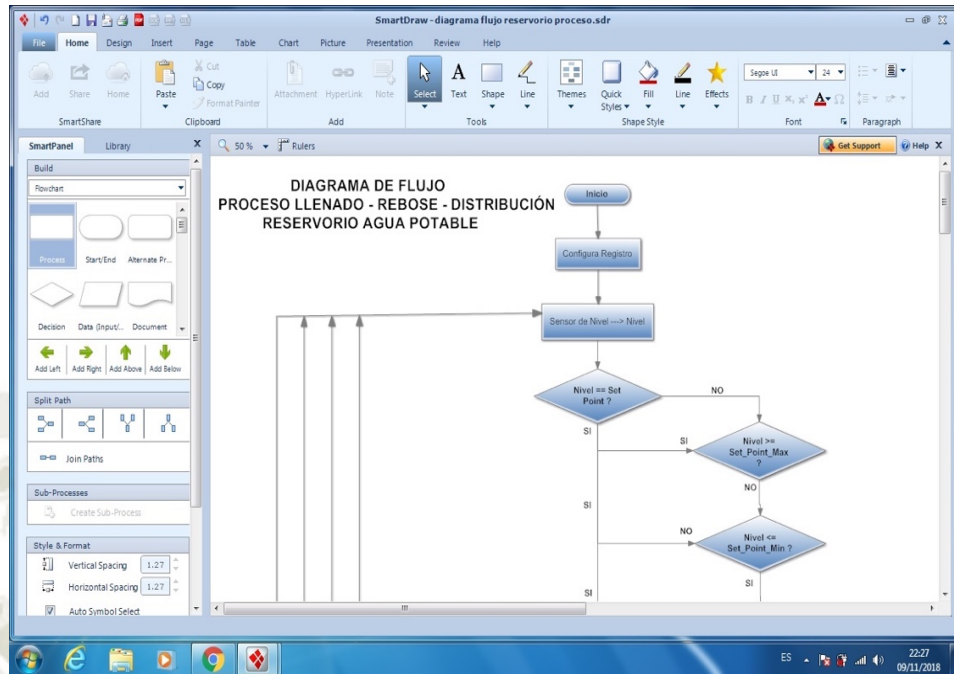 SmartDraw - diagrama flujo reservorio proceso.sdr
File Home Design Insert Page Table Chart Picture Presentation Review Help
Add Share Home
SmartShare
Paste
Cut
Copy
Format Painter
Clipboard
Attachment HyperLink Note
Add
Select Text Shape Line
Tools
Themes Quick Styles Fill Line Effects
Shape Style
Segoe UI 24
B I U
Font
Paragraph
SmartPanel Library X
50 % Rulers
Get Support Help X
Build
Flowchart
Process Start/End Alternate Pr...
Decision Data (Input/... Document
Add Left Add Right Add Above Add Below
Split Path
Join Paths
Sub-Processes
Create Sub-Process
Style & Format
Vertical Spacing 1.27
Horizontal Spacing 1.27
Auto Symbol Select
DIAGRAMA DE FLUJO
PROCESO LLENADO - REBOSE - DISTRIBUCIÓN
RESERVORIO AGUA POTABLE
Inicio
Configura Registro
Sensor de Nivel ---> Nivel
Nivel == Set
Point ?
NO
SI
SI
Nivel >=
Set_Point_Max
?
NO
SI
NO
Nivel <=
Set_Point_Min ?
SI
SI
ES
22:27
09/11/2018